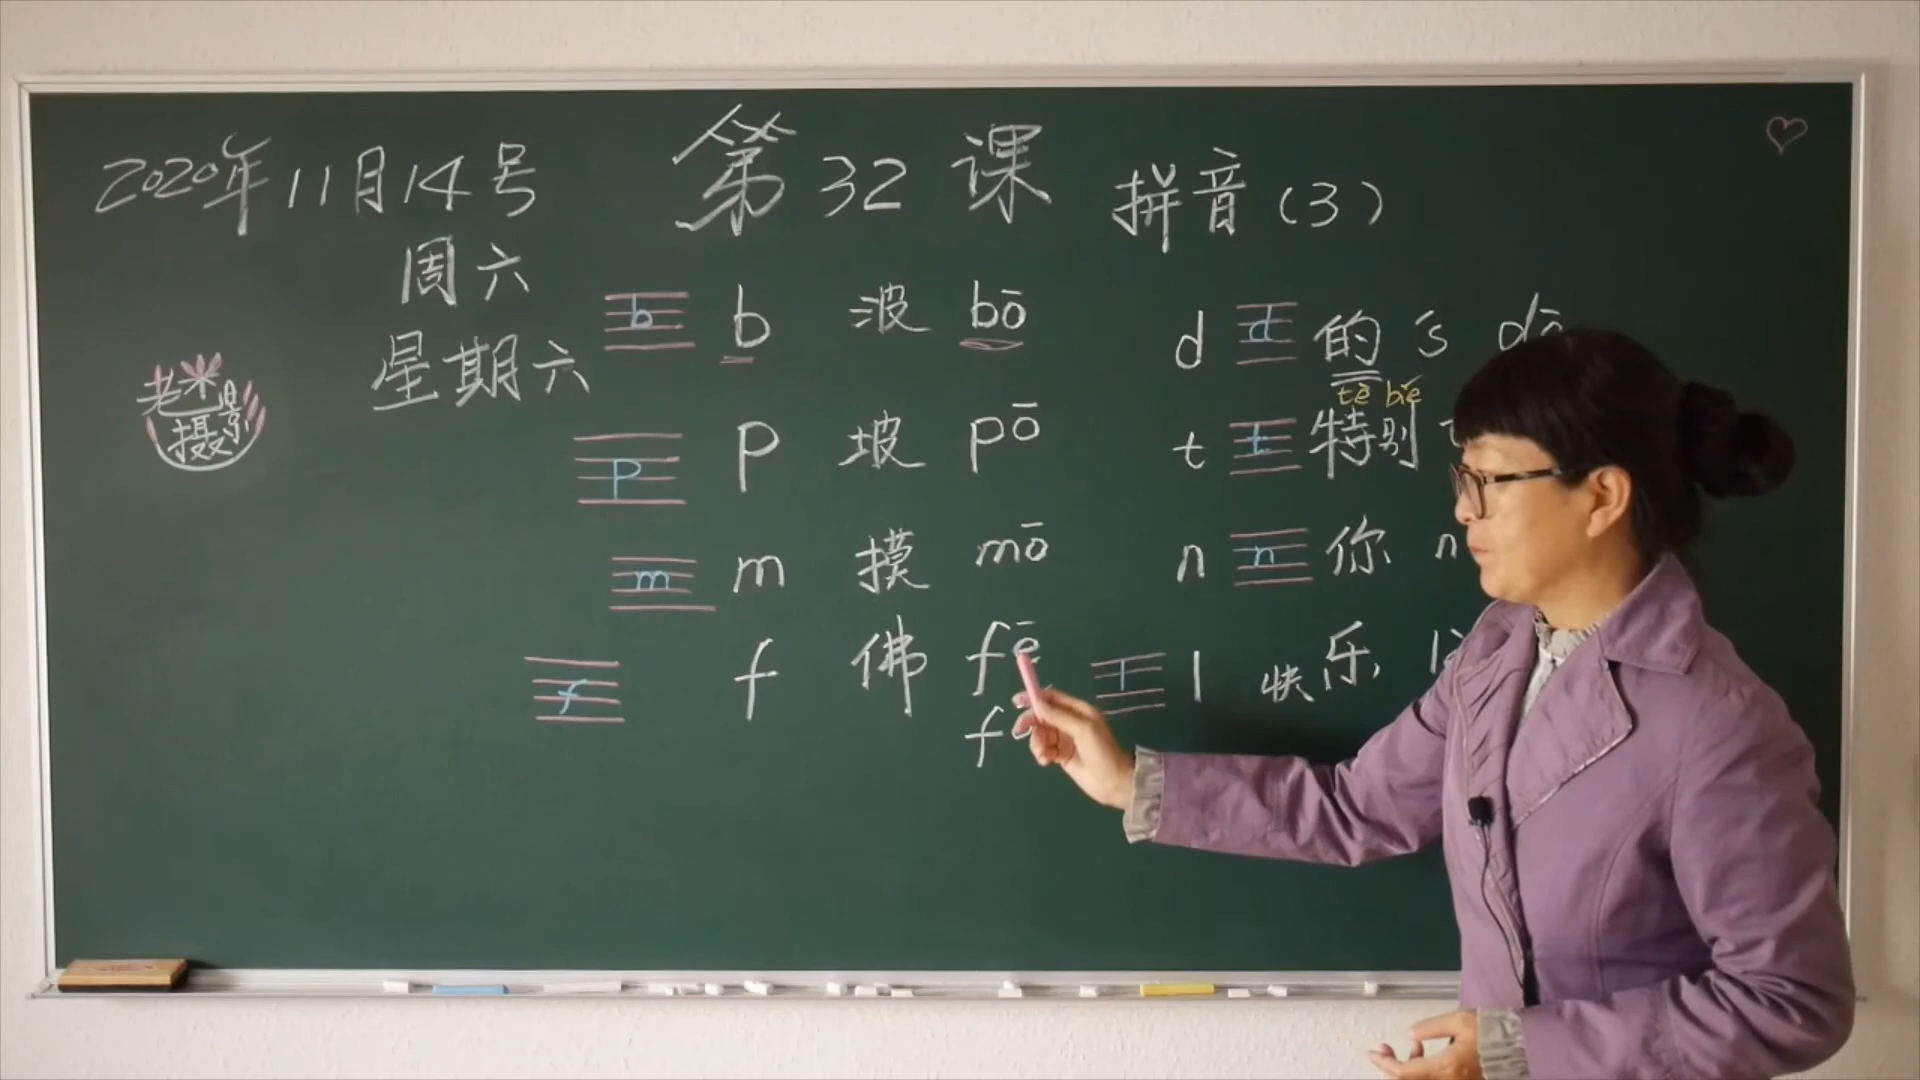 2020年11月14号 第32课 拼音(3)
周六
星期六
老米
摄影
b b 波 bō
p p 坡 pō
m m 摸 mō
f f 佛 fē
d d 的 's
tè bié
t t 特别
n n 你 n
l l 快乐,